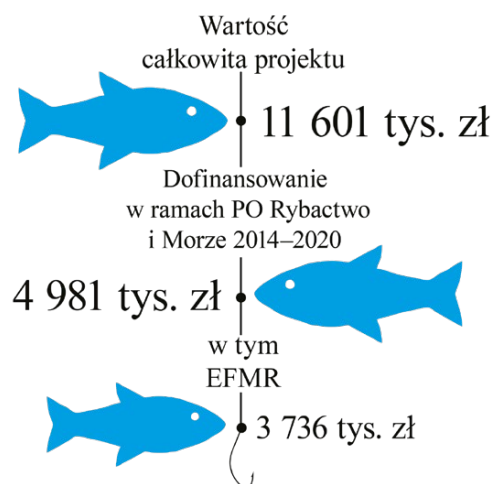 Wartość
całkowita projektu
11 601 tys. zł
Dofinansowanie
w ramach PO Rybactwo
i Morze 2014–2020
4 981 tys. zł
w tym
EFMR
3 736 tys. zł